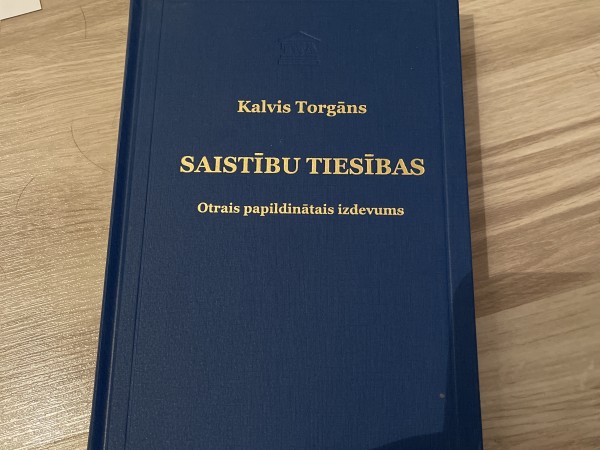 Kalvis Torgāns
SAISTĪBU TIESĪBAS
Otrais papildinātais izdevums